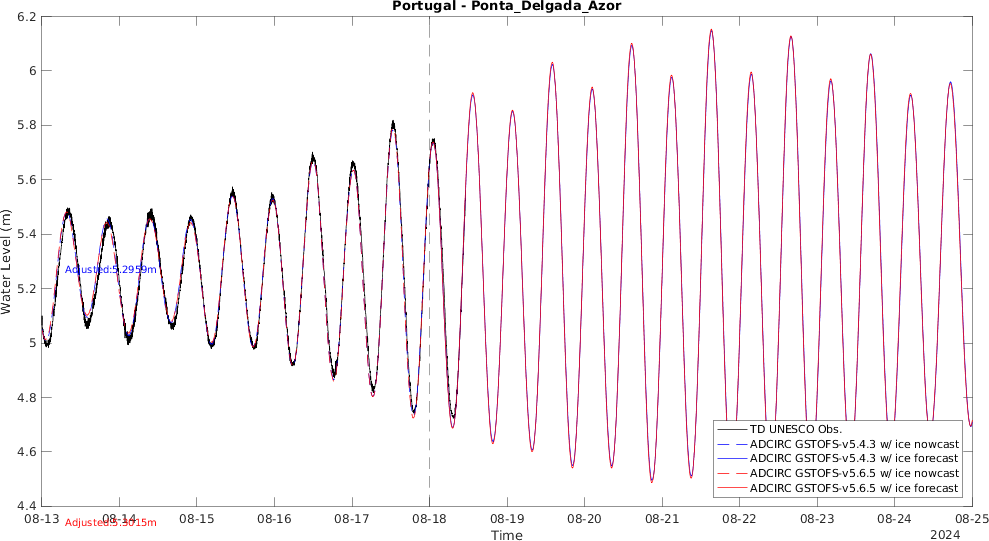 Portugal - Ponta_Delgada_Azor
6.2
6
5.8
5.6
5.4
5.2
5
4.8
4.6
4.4
Water Level (m)
Adjusted:5.2959m
Adjusted:5.3015m
TD UNESCO Obs.
ADCIRC GSTOFS-v5.4.3 w/ ice nowcast
ADCIRC GSTOFS-v5.4.3 w/ ice forecast
ADCIRC GSTOFS-v5.6.5 w/ ice nowcast
ADCIRC GSTOFS-v5.6.5 w/ ice forecast
08-13 08-14 08-15 08-16 08-17 08-18 08-19 08-20 08-21 08-22 08-23 08-24 08-25
Time
2024